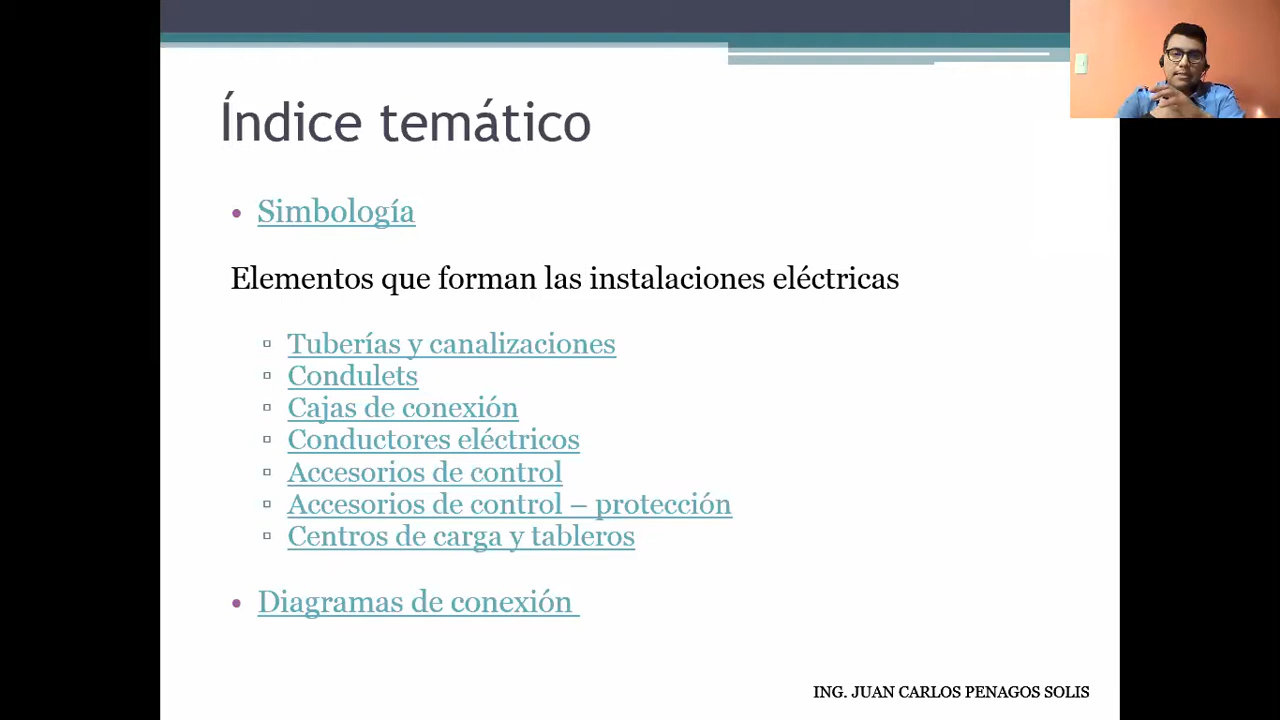 Índice temático
• Simbología
Elementos que forman las instalaciones eléctricas
▫ Tuberías y canalizaciones
▫ Condulets
▫ Cajas de conexión
▫ Conductores eléctricos
▫ Accesorios de control
▫ Accesorios de control – protección
▫ Centros de carga y tableros
• Diagramas de conexión
ING. JUAN CARLOS PENAGOS SOLIS